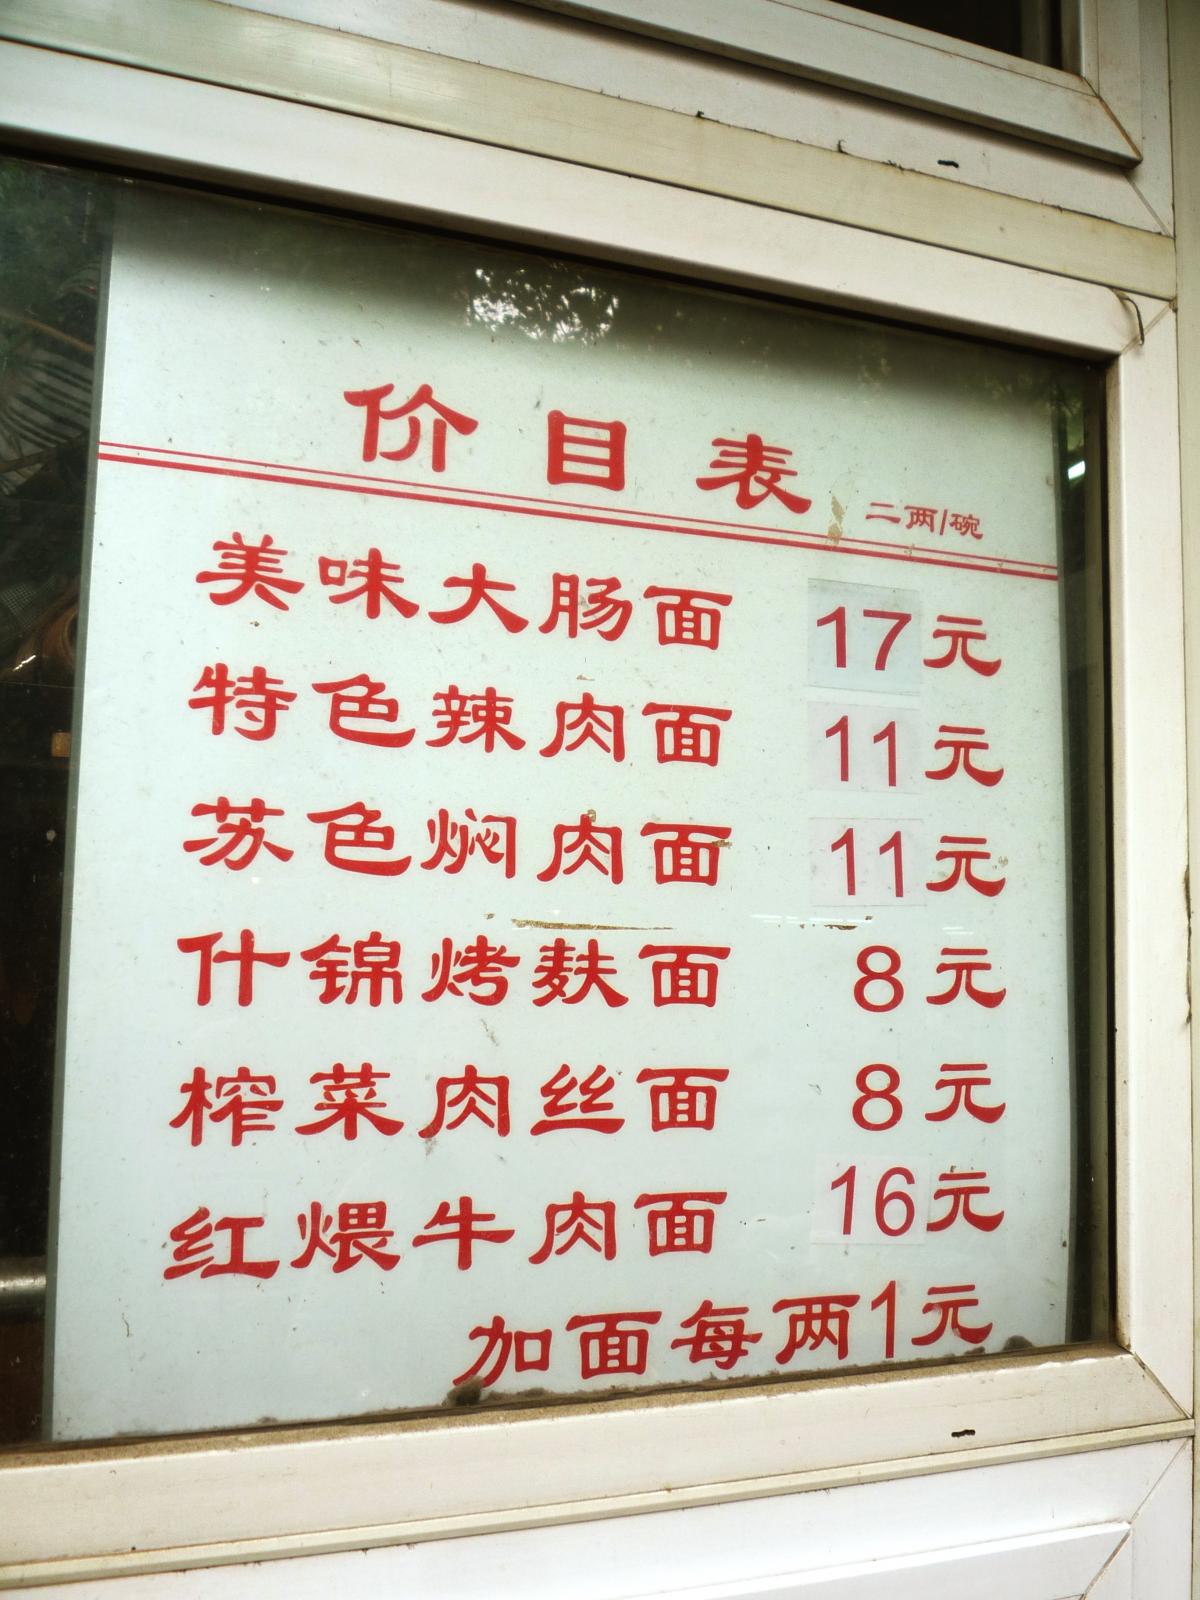 价目表
二两/碗
美味大肠面 17元
特色辣肉面 11元
苏色焖肉面 11元
什锦烤麸面 8元
榨菜肉丝面 8元
红煨牛肉面 16元
加面每两1元